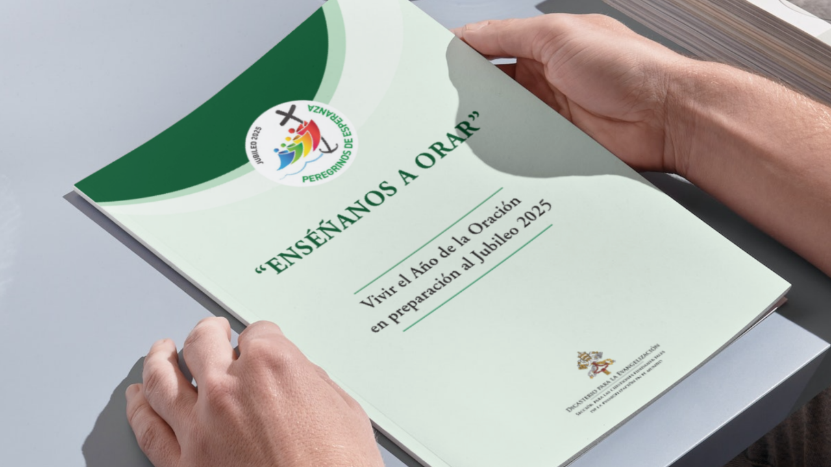 JUBILEO 2025
PEREGRINOS DE ESPERANZA
“ENSÉÑANOS A ORAR”
Vivir el Año de la Oración
en preparación al Jubileo 2025
Dicasterio para la Evangelización